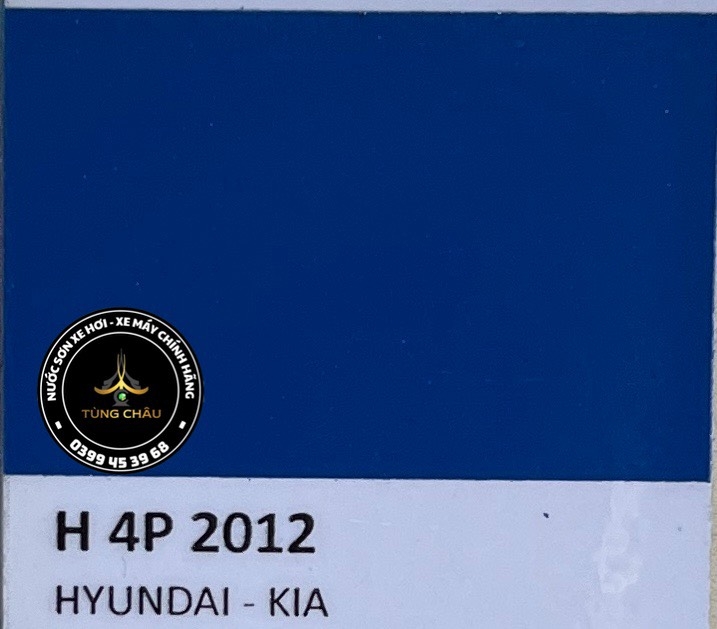 NƯỚC SƠN XE HƠI - XE MÁY CHÍNH HÃNG
TÙNG CHÂU
- 0399 45 39 68 -
H 4P 2012
HYUNDAI - KIA